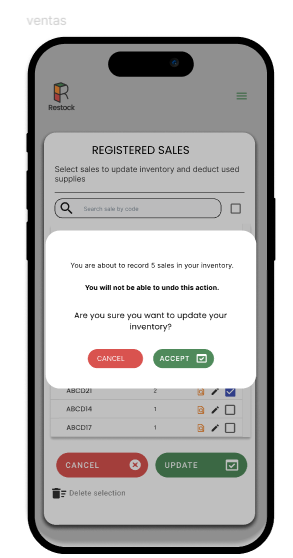 ventas
Restock
REGISTERED SALES
Select sales to update inventory and deduct used
supplies
Search sale by code
You are about to record 5 sales in your inventory.
You will not be able to undo this action.
Are you sure you want to update your
inventory?
CANCEL ACCEPT
ABCD21 2
ABCD14 1
ABCD17 1
CANCEL UPDATE
Delete selection